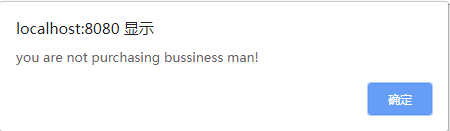 localhost:8080 显示
you are not purchasing bussiness man!
确定